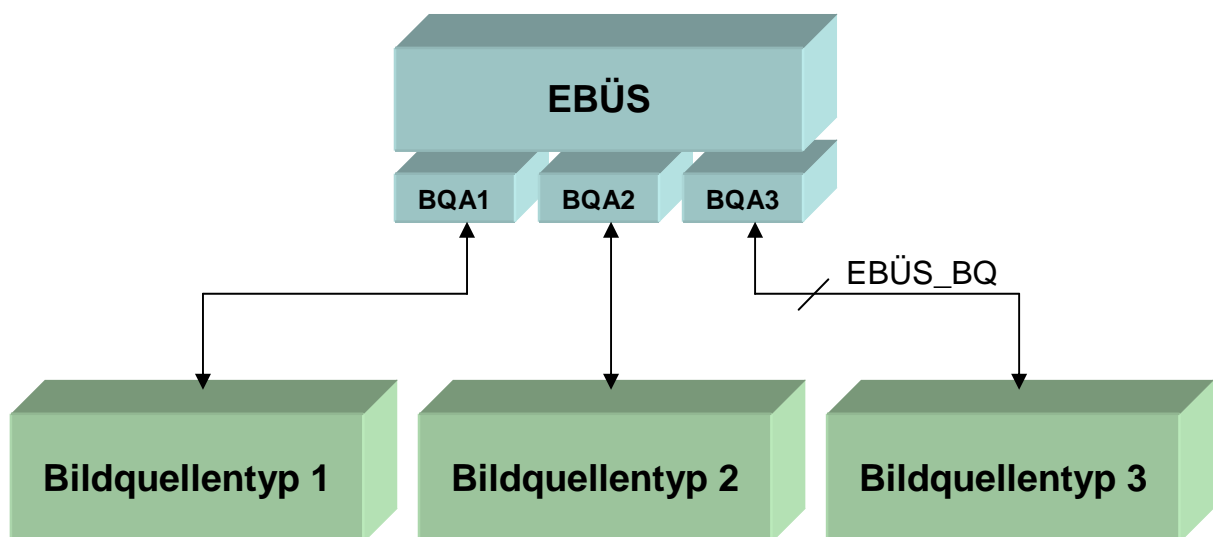 EBÜS
BQA1
BQA2
BQA3
EBÜS_BQ
Bildquellentyp 1
Bildquellentyp 2
Bildquellentyp 3